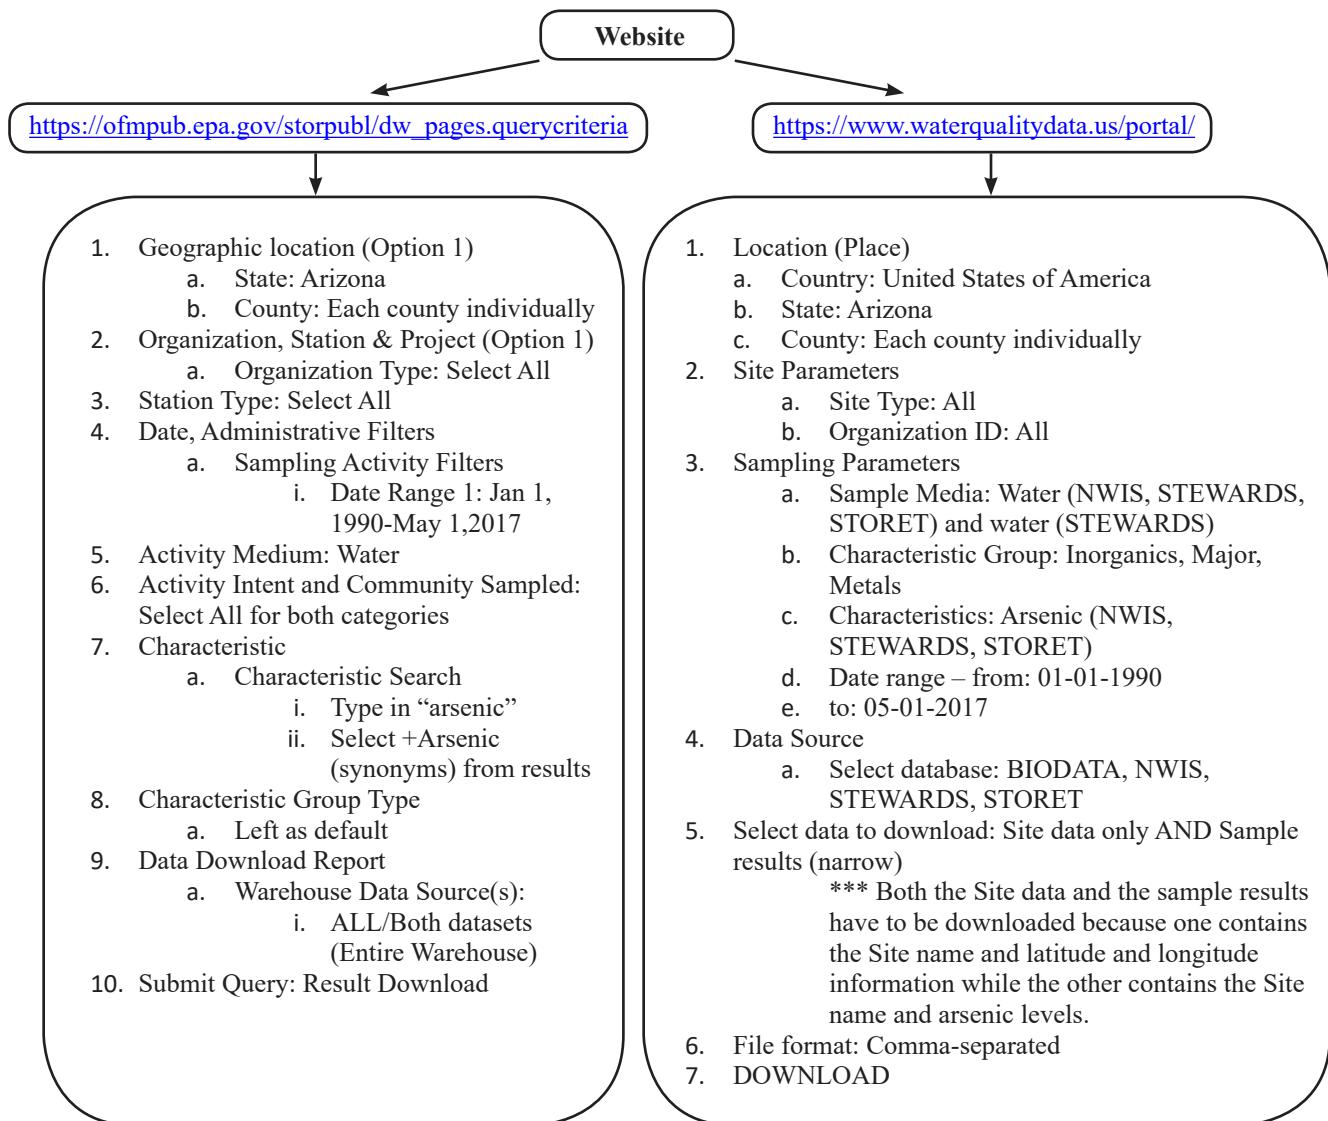 Website
https://ofmpub.epa.gov/storpubl/dw_pages.querycriteria
https://www.waterqualitydata.us/portal/
1. Geographic location (Option 1)
a. State: Arizona
b. County: Each county individually
2. Organization, Station & Project (Option 1)
a. Organization Type: Select All
3. Station Type: Select All
4. Date, Administrative Filters
a. Sampling Activity Filters
i. Date Range 1: Jan 1,
1990-May 1,2017
5. Activity Medium: Water
6. Activity Intent and Community Sampled:
Select All for both categories
7. Characteristic
a. Characteristic Search
i. Type in “arsenic”
ii. Select +Arsenic
(synonyms) from results
8. Characteristic Group Type
a. Left as default
9. Data Download Report
a. Warehouse Data Source(s):
i. ALL/Both datasets
(Entire Warehouse)
10. Submit Query: Result Download
1. Location (Place)
a. Country: United States of America
b. State: Arizona
c. County: Each county individually
2. Site Parameters
a. Site Type: All
b. Organization ID: All
3. Sampling Parameters
a. Sample Media: Water (NWIS, STEWARDS,
STORET) and water (STEWARDS)
b. Characteristic Group: Inorganics, Major,
Metals
c. Characteristics: Arsenic (NWIS,
STEWARDS, STORET)
d. Date range – from: 01-01-1990
e. to: 05-01-2017
4. Data Source
a. Select database: BIODATA, NWIS,
STEWARDS, STORET
5. Select data to download: Site data only AND Sample
results (narrow)
*** Both the Site data and the sample results
have to be downloaded because one contains
the Site name and latitude and longitude
information while the other contains the Site
name and arsenic levels.
6. File format: Comma-separated
7. DOWNLOAD